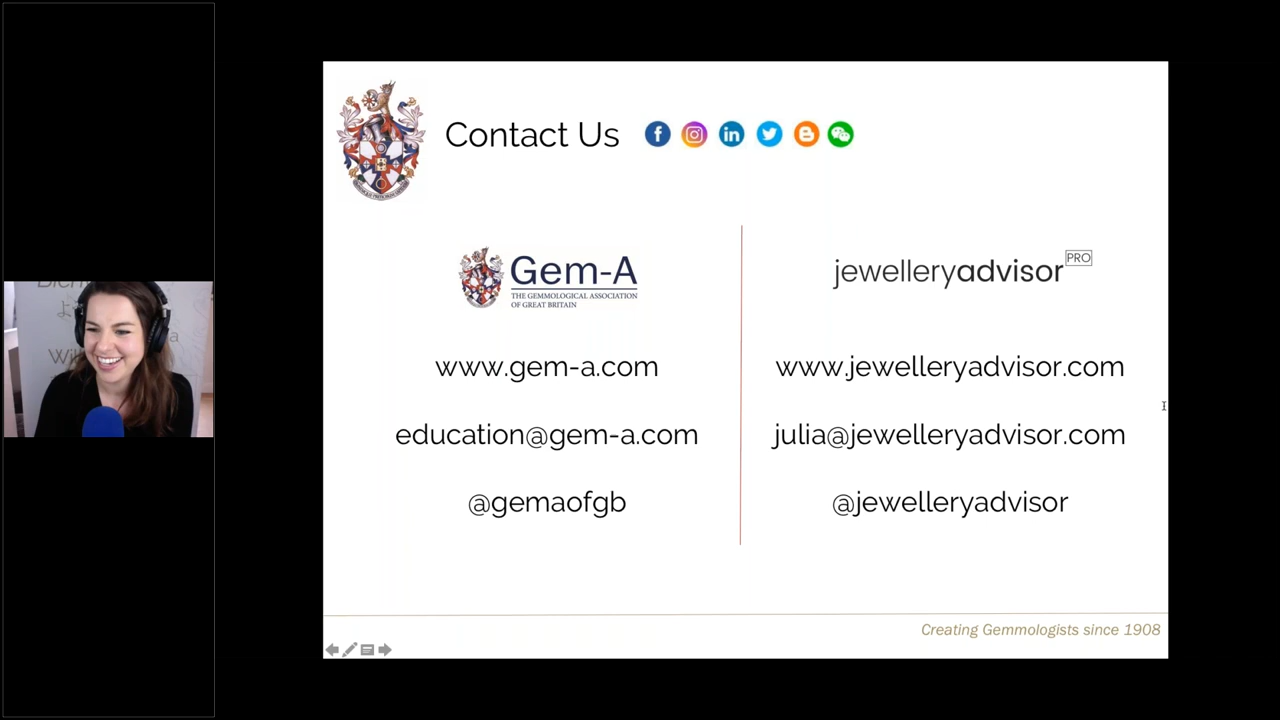 Contact Us
Gem-A
THE GEMMOLOGICAL ASSOCIATION
OF GREAT BRITAIN
www.gem-a.com
education@gem-a.com
@gemaofgb
jewelleryadvisor PRO
www.jewelleryadvisor.com
julia@jewelleryadvisor.com
@jewelleryadvisor
Creating Gemmologists since 1908